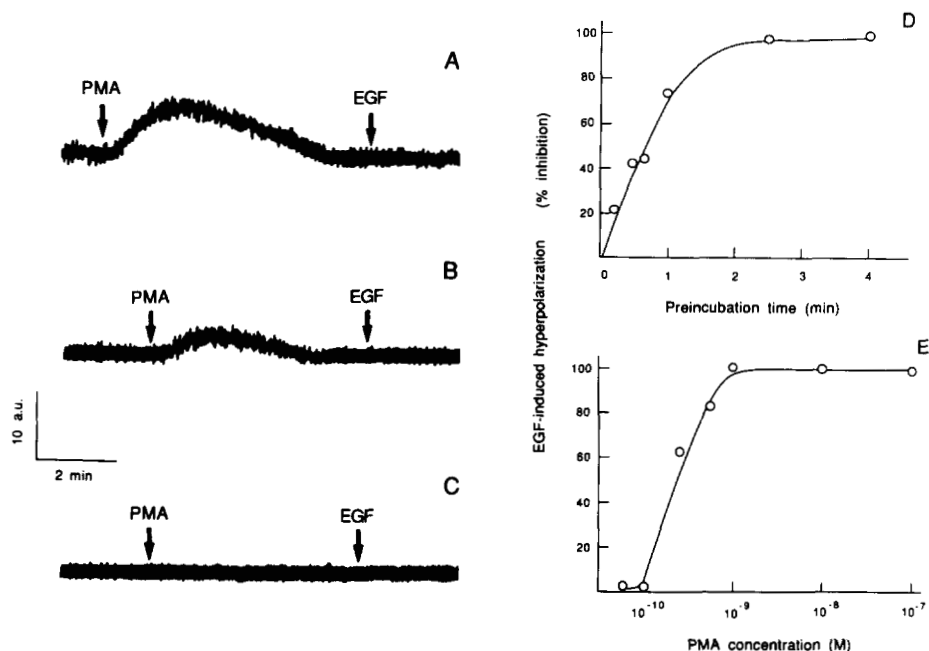 A
PMA
EGF
B
PMA
EGF
10 a.u.
2 min
C
PMA
EGF
D
EGF-induced hyperpolarization (% inhibition)
100
80
60
40
20
0 1 2 3 4
Preincubation time (min)
E
100
80
60
40
20
10⁻¹⁰ 10⁻⁹ 10⁻⁸ 10⁻⁷
PMA concentration (M)